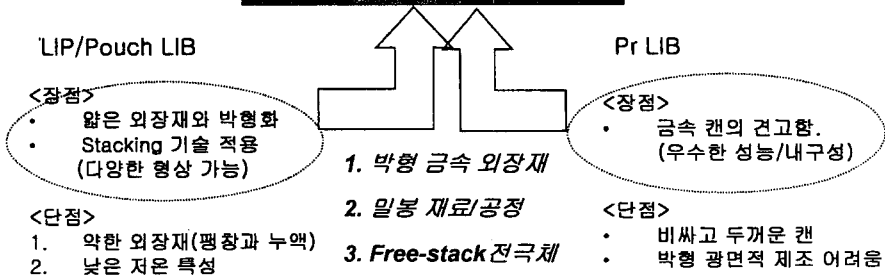 LIP/Pouch LIB
<장점>
• 얇은 외장재와 박형화
• Stacking 기술 적용
(다양한 형상 가능)
<단점>
1. 약한 외장재(팽창과 누액)
2. 낮은 저온 특성
1. 박형 금속 외장재
2. 밀봉 재료/공정
3. Free-stack전극체
Pr LIB
<장점>
• 금속 캔의 견고함.
(우수한 성능/내구성)
<단점>
• 비싸고 두꺼운 캔
• 박형 광면적 제조 어려움